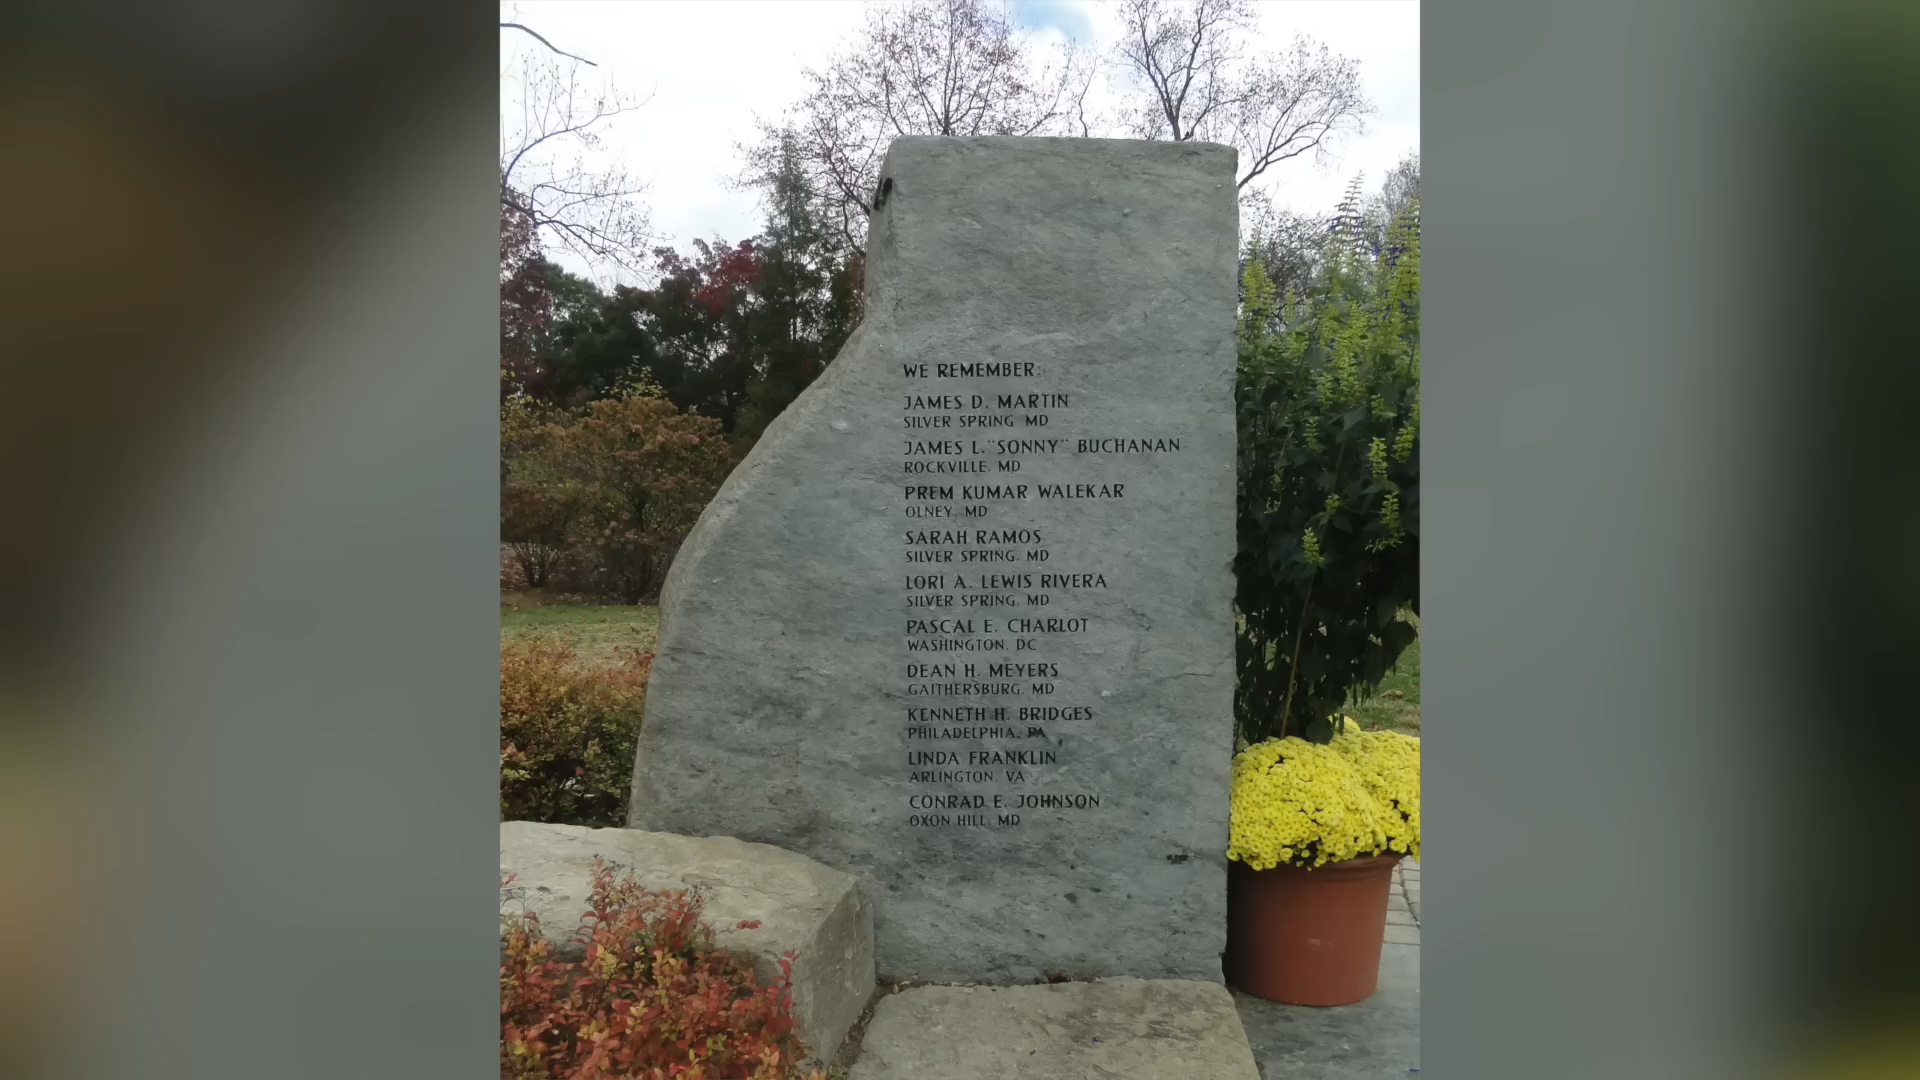 WE REMEMBER:
JAMES D. MARTIN
SILVER SPRING, MD
JAMES L. "SONNY" BUCHANAN
ROCKVILLE, MD
PREM KUMAR WALEKAR
OLNEY, MD
SARAH RAMOS
SILVER SPRING, MD
LORI A. LEWIS RIVERA
SILVER SPRING, MD
PASCAL E. CHARLOT
WASHINGTON, DC
DEAN H. MEYERS
GAITHERSBURG, MD
KENNETH H. BRIDGES
PHILADELPHIA, PA
LINDA FRANKLIN
ARLINGTON, VA
CONRAD E. JOHNSON
OXON HILL, MD